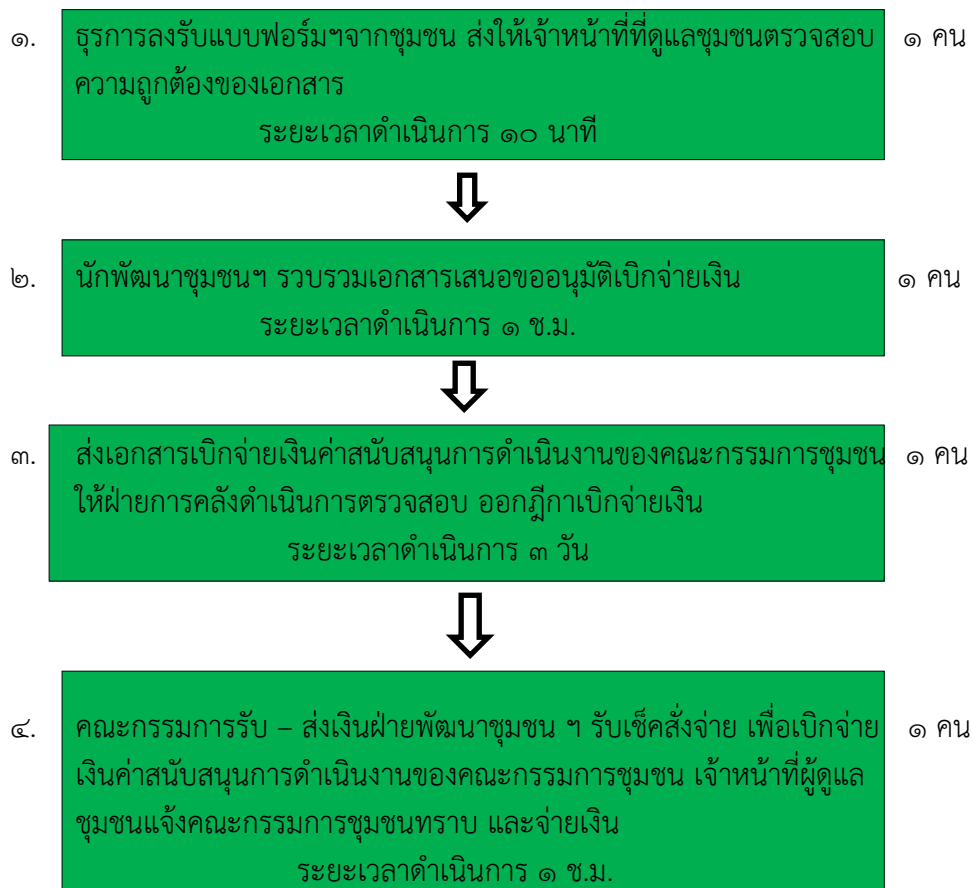 ๑. ธุรการลงรับแบบฟอร์มฯจากชุมชน ส่งให้เจ้าหน้าที่ที่ดูแลชุมชนตรวจสอบ ๑ คน
ความถูกต้องของเอกสาร
ระยะเวลาดำเนินการ ๑๐ นาที
๒. นักพัฒนาชุมชนฯ รวบรวมเอกสารเสนอขออนุมัติเบิกจ่ายเงิน ๑ คน
ระยะเวลาดำเนินการ ๑ ช.ม.
๓. ส่งเอกสารเบิกจ่ายเงินค่าสนับสนุนการดำเนินงานของคณะกรรมการชุมชน ๑ คน
ให้ฝ่ายการคลังดำเนินการตรวจสอบ ออกฎีกาเบิกจ่ายเงิน
ระยะเวลาดำเนินการ ๓ วัน
๔. คณะกรรมการรับ – ส่งเงินฝ่ายพัฒนาชุมชน ฯ รับเช็คสั่งจ่าย เพื่อเบิกจ่าย ๑ คน
เงินค่าสนับสนุนการดำเนินงานของคณะกรรมการชุมชน เจ้าหน้าที่ผู้ดูแล
ชุมชนแจ้งคณะกรรมการชุมชนทราบ และจ่ายเงิน
ระยะเวลาดำเนินการ ๑ ช.ม.